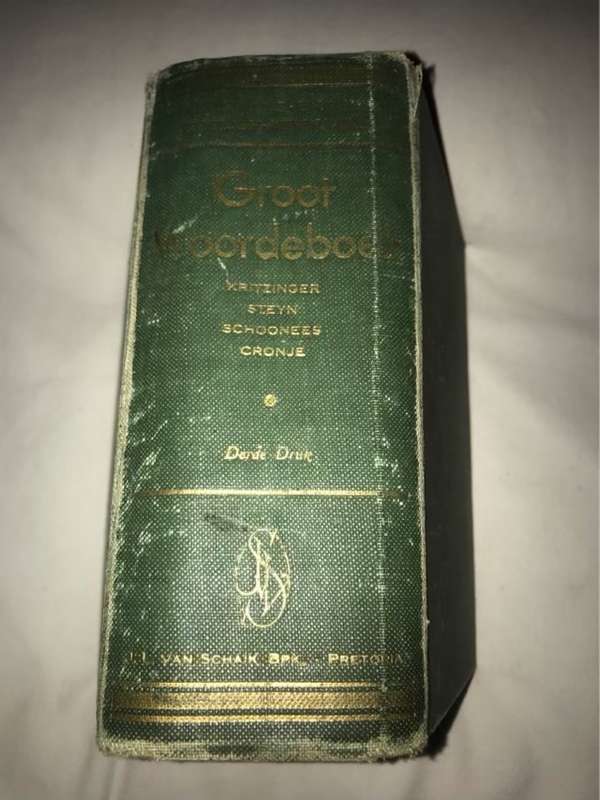 Groot
Woordeboek
KRITZINGER
STEYN
SCHOONEES
CRONJE
Derde Druk
J.L. VAN SCHAIK BPK. - PRETORIA